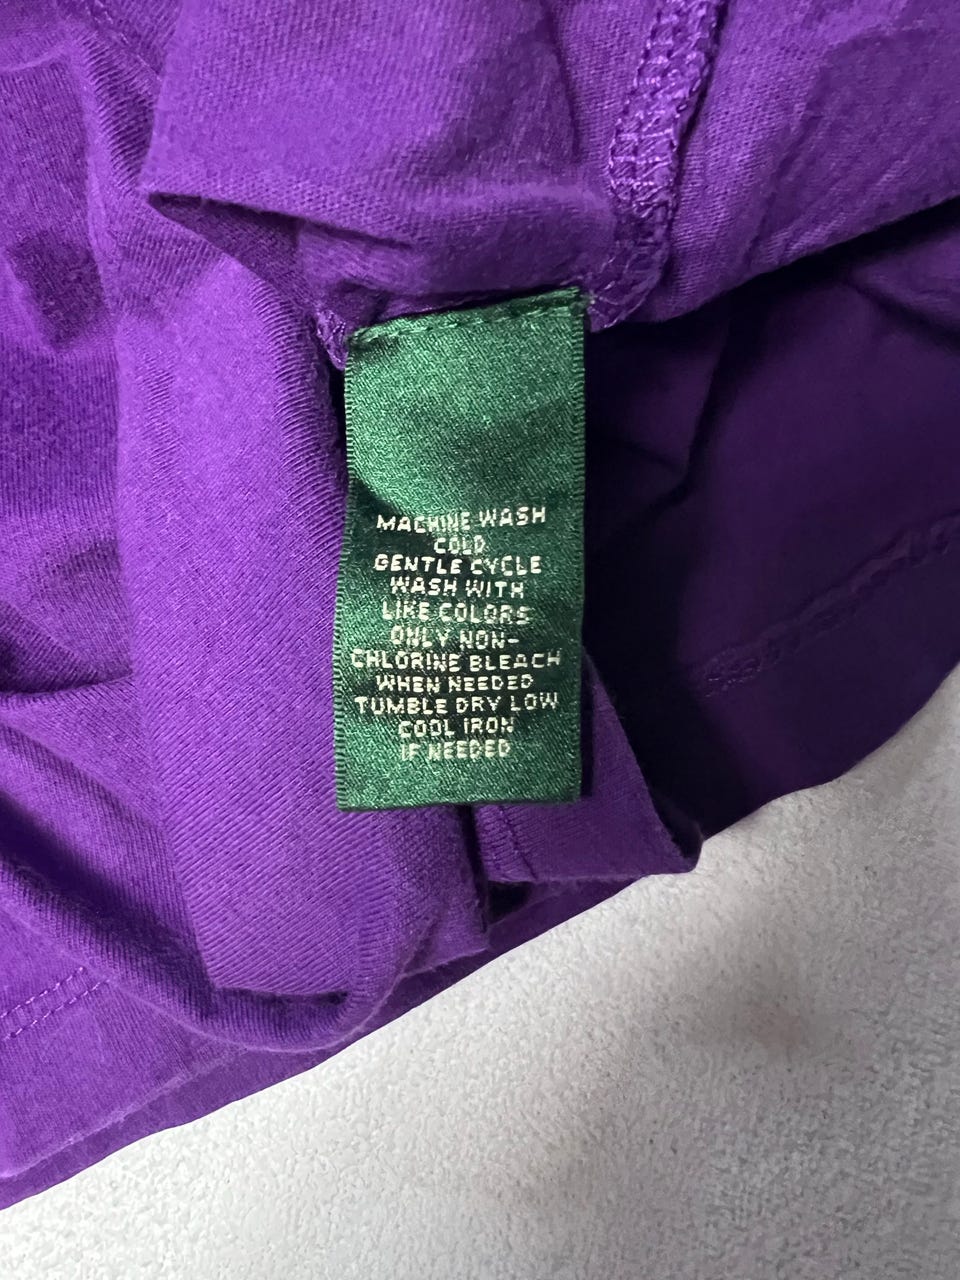 MACHINE WASH
COLD
GENTLE CYCLE
WASH WITH
LIKE COLORS
ONLY NON-
CHLORINE BLEACH
WHEN NEEDED
TUMBLE DRY LOW
COOL IRON
IF NEEDED